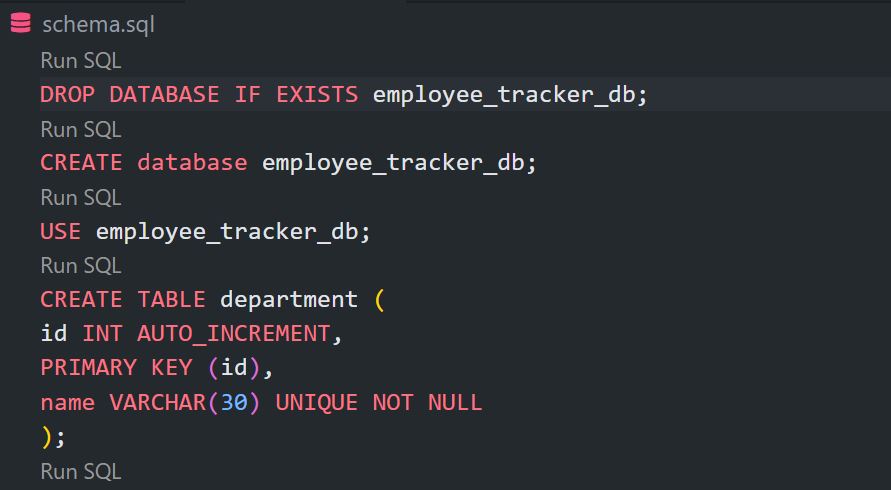 schema.sql
Run SQL
DROP DATABASE IF EXISTS employee_tracker_db;
Run SQL
CREATE database employee_tracker_db;
Run SQL
USE employee_tracker_db;
Run SQL
CREATE TABLE department (
id INT AUTO_INCREMENT,
PRIMARY KEY (id),
name VARCHAR(30) UNIQUE NOT NULL
);
Run SQL